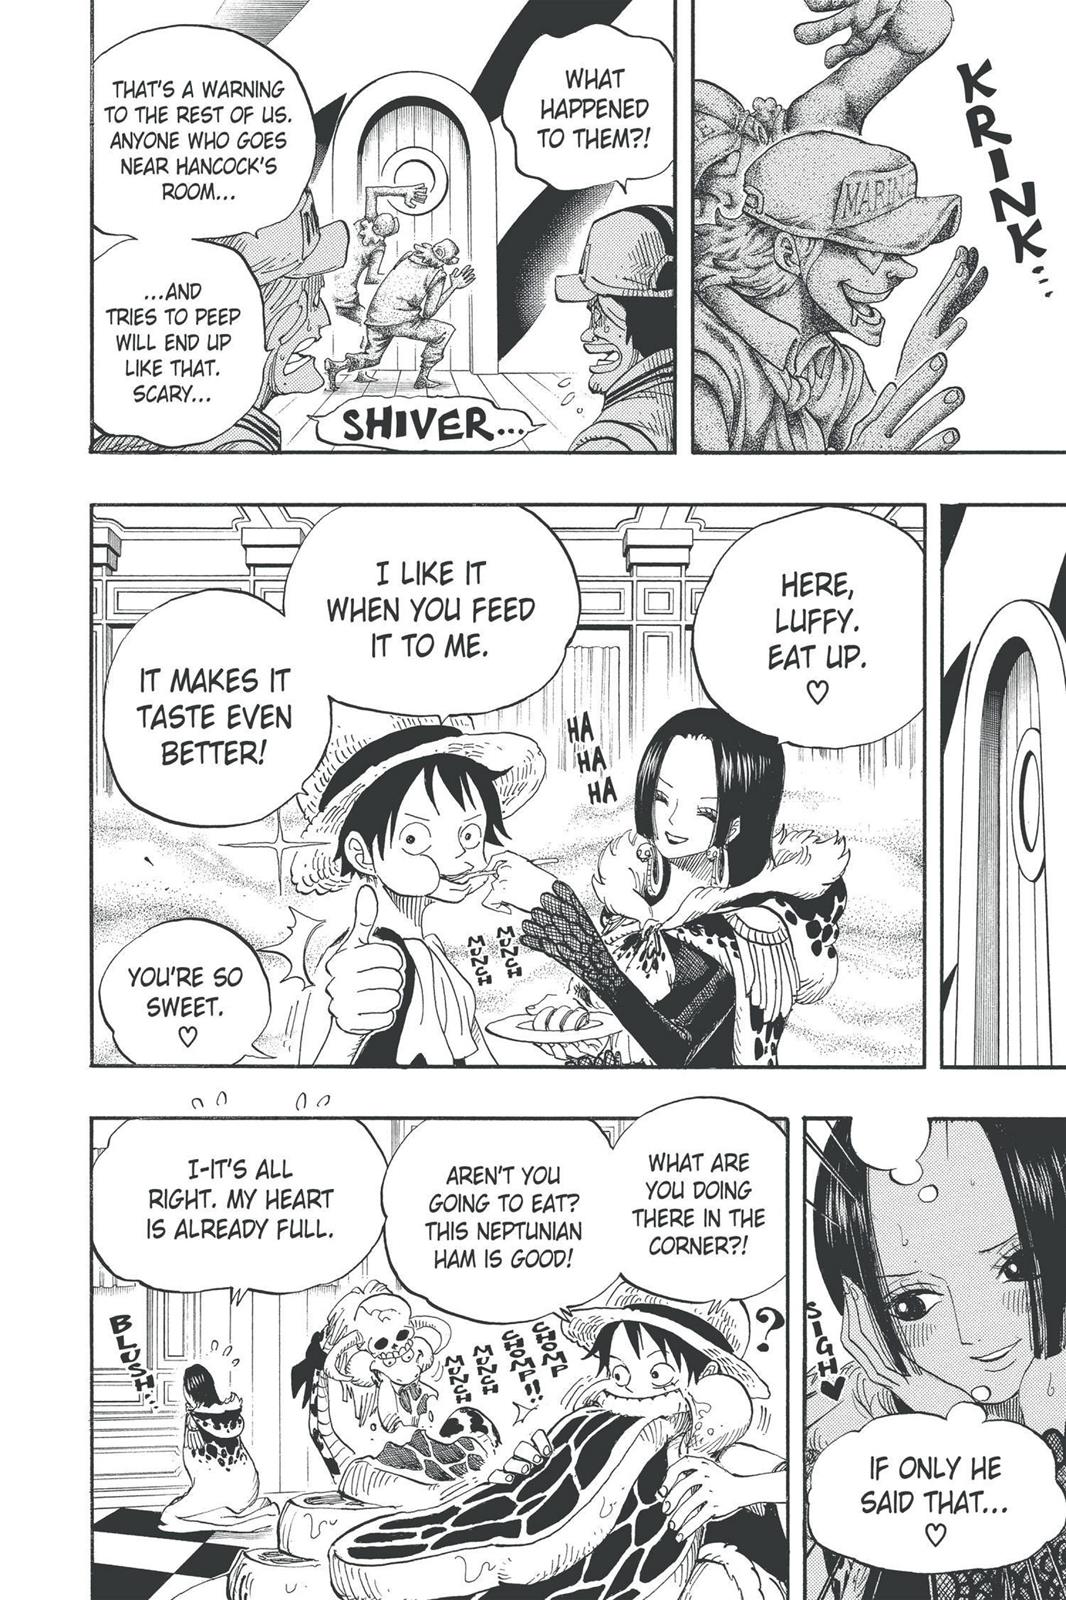 KRINK...
MARINE
WHAT
HAPPENED
TO THEM?!
THAT'S A WARNING
TO THE REST OF US.
ANYONE WHO GOES
NEAR HANCOCK'S
ROOM...
...AND
TRIES TO PEEP
WILL END UP
LIKE THAT.
SCARY...
SHIVER...
HERE,
LUFFY.
EAT UP.
♡
HA
HA
HA
I LIKE IT
WHEN YOU FEED
IT TO ME.
IT MAKES IT
TASTE EVEN
BETTER!
MUNCH
MUNCH
YOU'RE SO
SWEET.
♡
SIGH♥
IF ONLY HE
SAID THAT...
♡
WHAT ARE
YOU DOING
THERE IN THE
CORNER?!
?
AREN'T YOU
GOING TO EAT?
THIS NEPTUNIAN
HAM IS GOOD!
CHOMP
CHOMP!!
MUNCH
MUNCH
I-IT'S ALL
RIGHT. MY HEART
IS ALREADY FULL.
BLUSH...